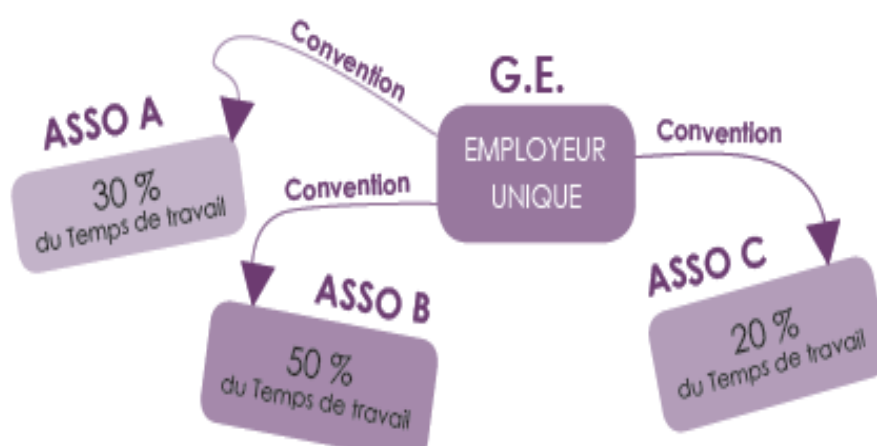 Convention
G.E.
EMPLOYEUR
UNIQUE
Convention
ASSO A
30 %
du Temps de travail
Convention
ASSO B
50 %
du Temps de travail
ASSO C
20 %
du Temps de travail